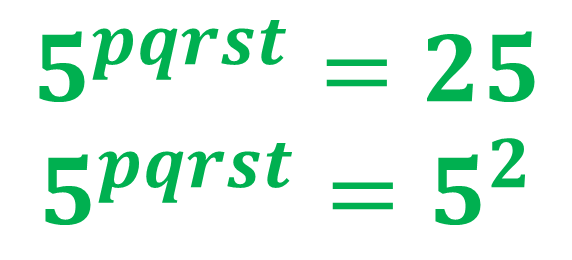 5^{pqrst} = 25
5^{pqrst} = 5^2